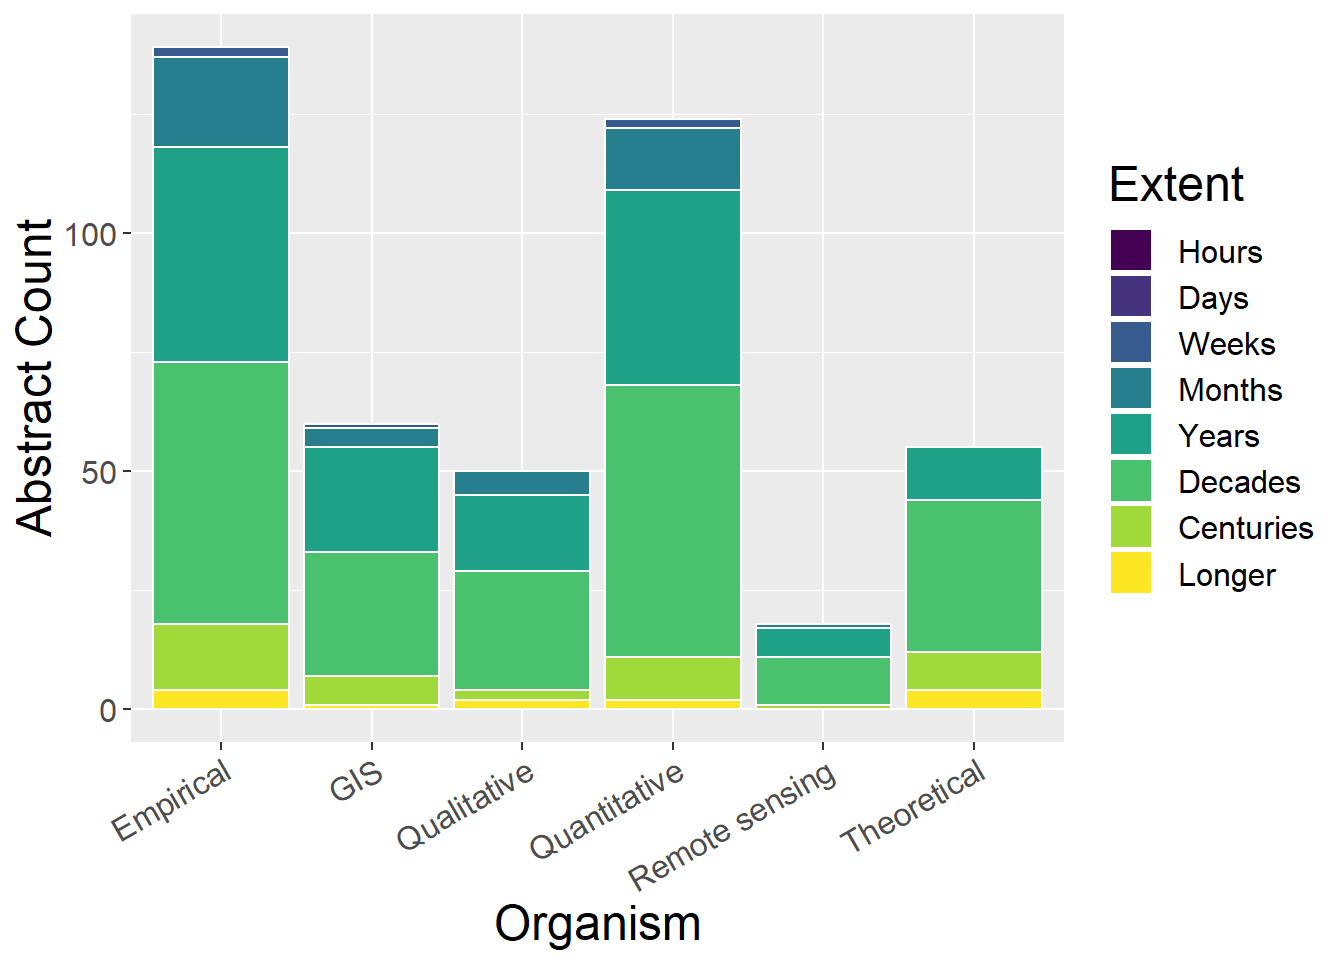 Abstract Count
100
50
0
Empirical
GIS
Qualitative
Quantitative
Remote sensing
Theoretical
Organism
Extent
Hours
Days
Weeks
Months
Years
Decades
Centuries
Longer